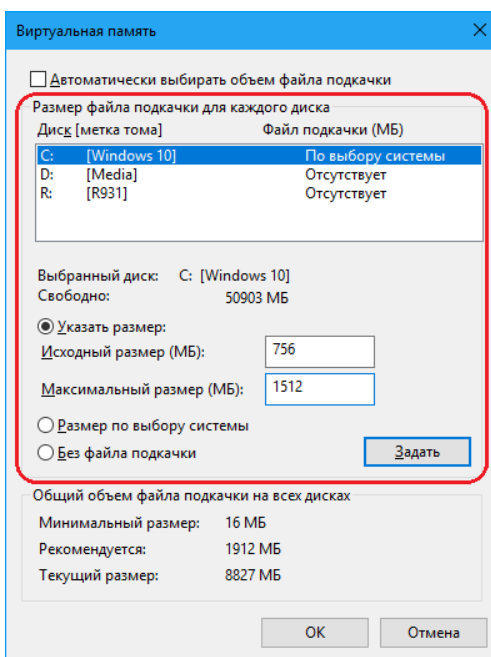 Виртуальная память
Автоматически выбирать объем файла подкачки
Размер файла подкачки для каждого диска
Диск [метка тома] Файл подкачки (МБ)
C: [Windows 10] По выбору системы
D: [Media] Отсутствует
R: [R931] Отсутствует
Выбранный диск: C: [Windows 10]
Свободно: 50903 МБ
Указать размер:
Исходный размер (МБ): 756
Максимальный размер (МБ): 1512
Размер по выбору системы
Без файла подкачки Задать
Общий объем файла подкачки на всех дисках
Минимальный размер: 16 МБ
Рекомендуется: 1912 МБ
Текущий размер: 8827 МБ
ОК Отмена